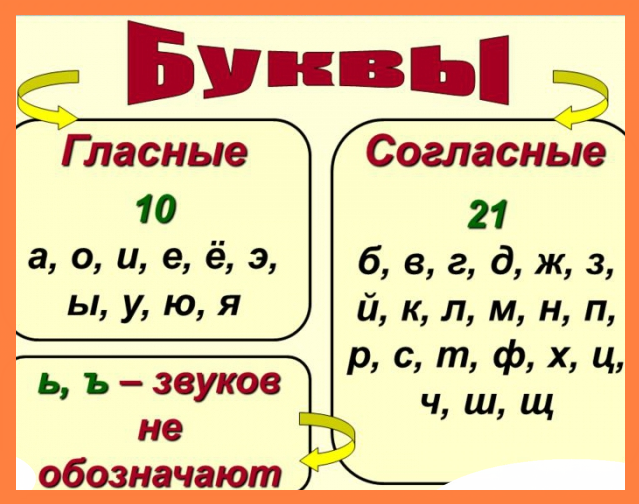 Буквы
Гласные
10
а, о, и, е, ё, э,
ы, у, ю, я
Согласные
21
б, в, г, д, ж, з,
й, к, л, м, н, п,
р, с, т, ф, х, ц,
ч, ш, щ
ь, ъ – звуков
не
обозначают